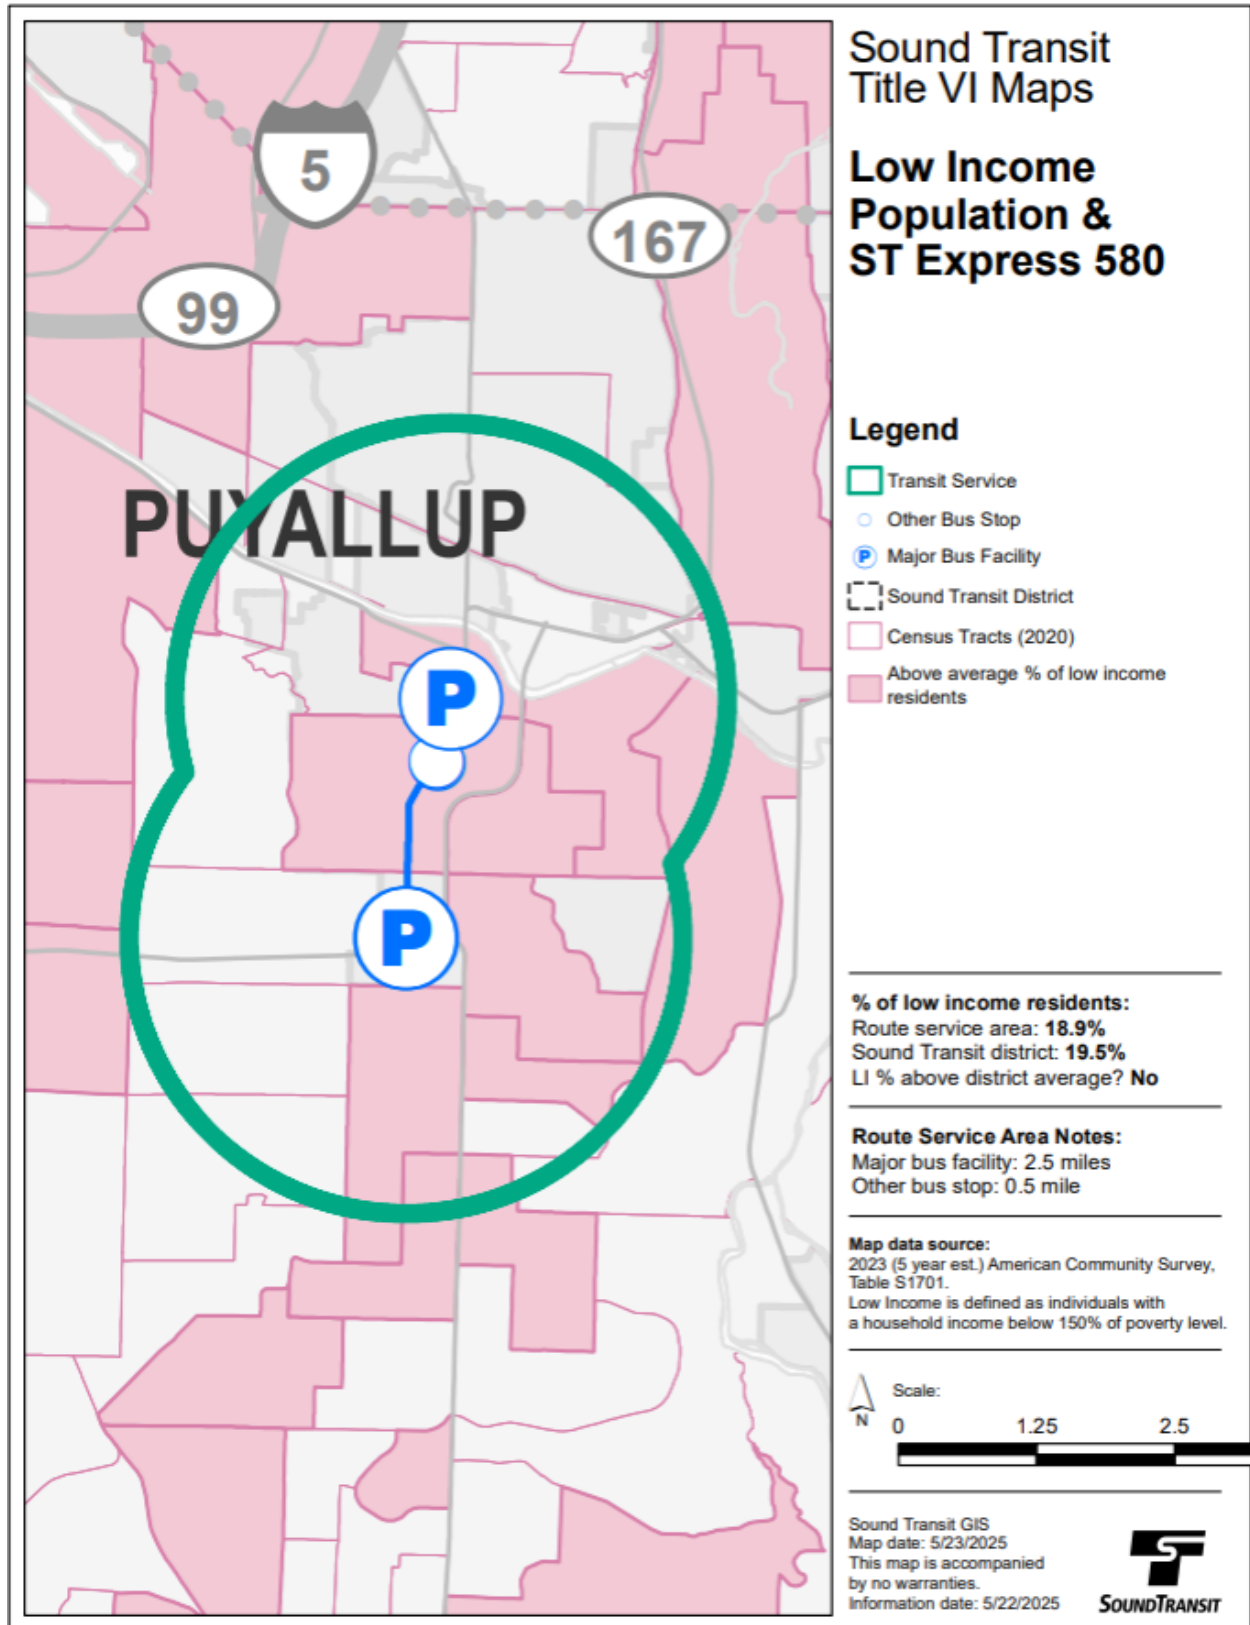 Sound Transit
Title VI Maps
Low Income
Population &
ST Express 580
5
167
99
PUYALLUP
P
P
Legend
Transit Service
Other Bus Stop
P Major Bus Facility
Sound Transit District
Census Tracts (2020)
Above average % of low income
residents
% of low income residents:
Route service area: 18.9%
Sound Transit district: 19.5%
LI % above district average? No
Route Service Area Notes:
Major bus facility: 2.5 miles
Other bus stop: 0.5 mile
Map data source:
2023 (5 year est.) American Community Survey,
Table S1701.
Low Income is defined as individuals with
a household income below 150% of poverty level.
N
Scale:
0 1.25 2.5
Sound Transit GIS
Map date: 5/23/2025
This map is accompanied
by no warranties.
Information date: 5/22/2025
SOUNDTRANSIT